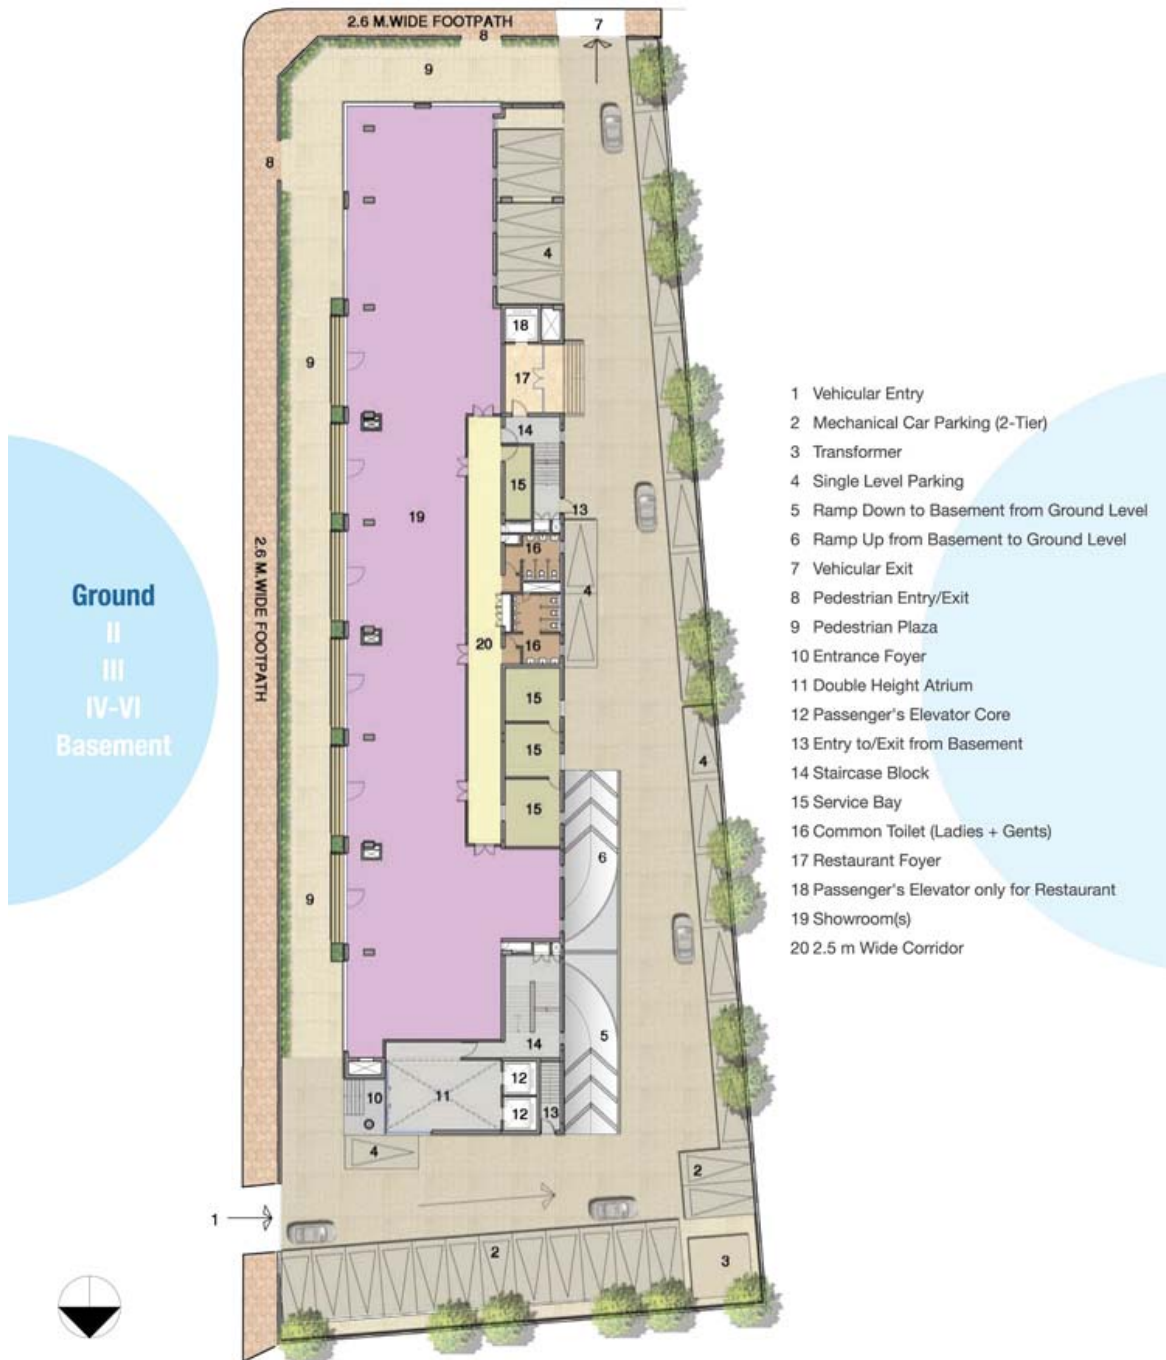 2.6 M.WIDE FOOTPATH
7
8
9
8
4
18
17
9
14
15
13
19
16
4
2.6 M.WIDE FOOTPATH
20
16
15
15
4
15
6
9
5
14
12
10
11
12
13
4
2
1
2
3
Ground
II
III
IV-VI
Basement
1 Vehicular Entry
2 Mechanical Car Parking (2-Tier)
3 Transformer
4 Single Level Parking
5 Ramp Down to Basement from Ground Level
6 Ramp Up from Basement to Ground Level
7 Vehicular Exit
8 Pedestrian Entry/Exit
9 Pedestrian Plaza
10 Entrance Foyer
11 Double Height Atrium
12 Passenger's Elevator Core
13 Entry to/Exit from Basement
14 Staircase Block
15 Service Bay
16 Common Toilet (Ladies + Gents)
17 Restaurant Foyer
18 Passenger's Elevator only for Restaurant
19 Showroom(s)
20 2.5 m Wide Corridor